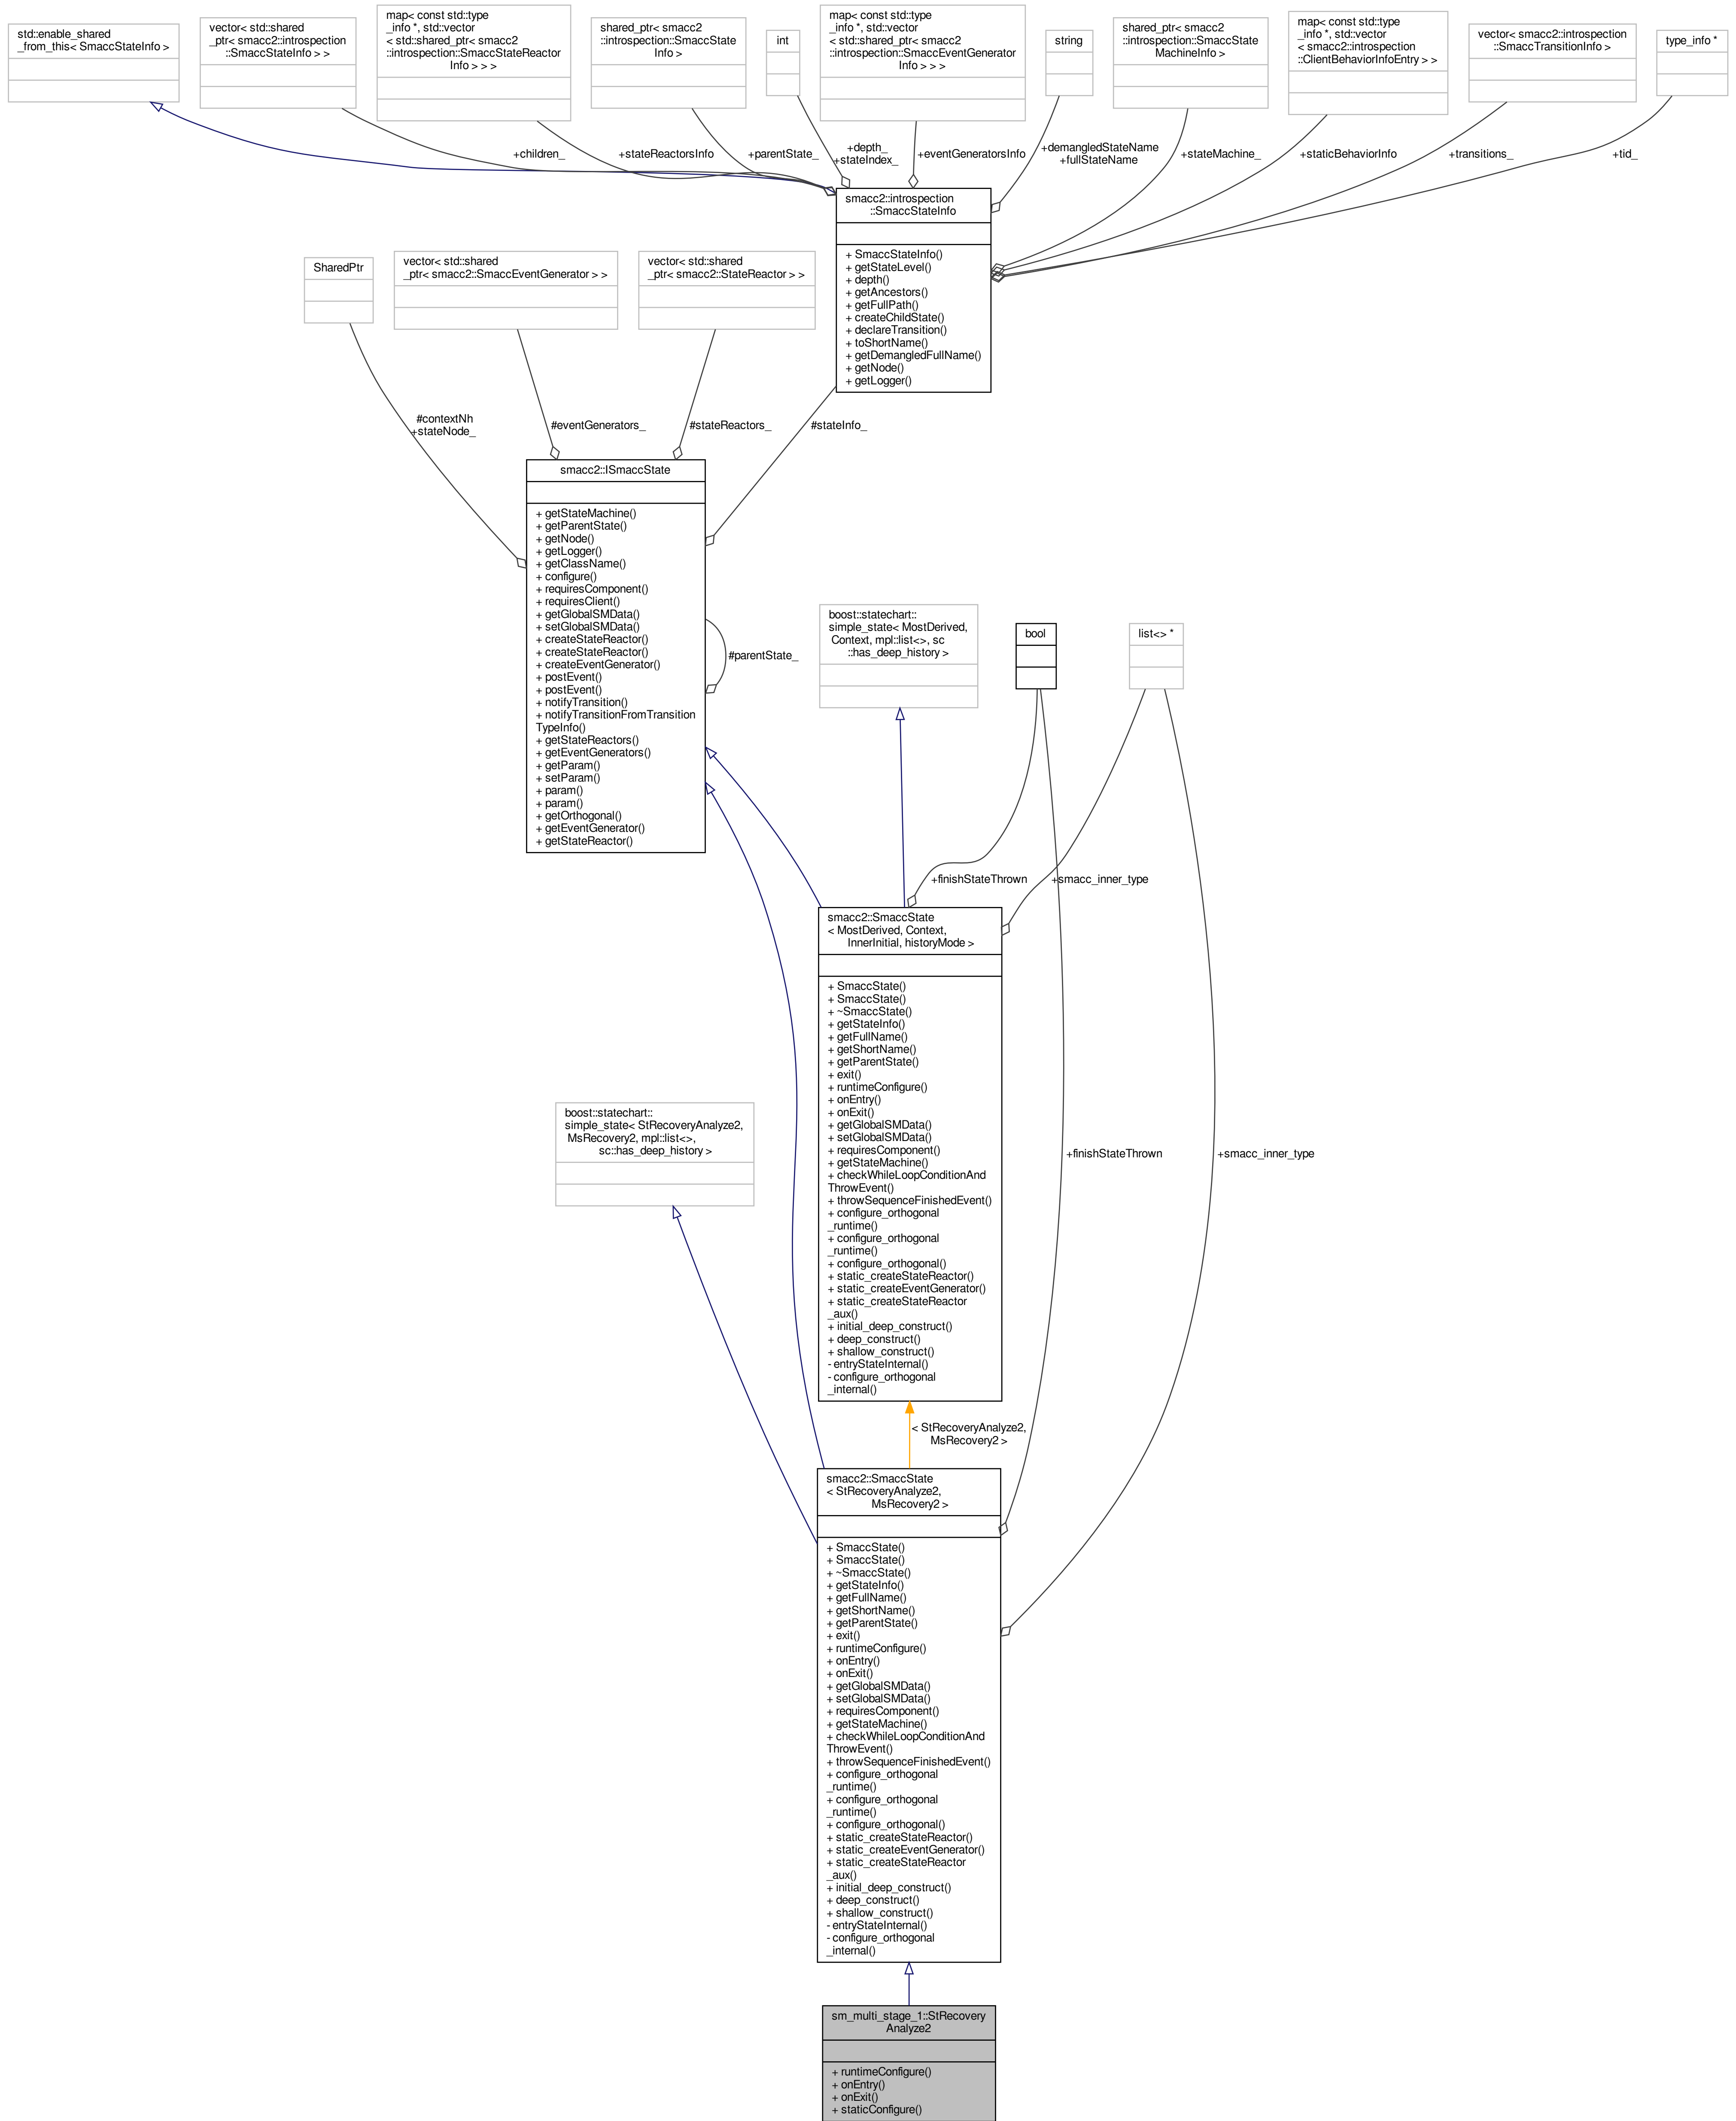 std::enable_shared
_from_this< SmaccStateInfo >
vector< std::shared
_ptr< smacc2::introspection
::SmaccStateInfo > >
map< const std::type
_info *, std::vector
< std::shared_ptr< smacc2
::introspection::SmaccStateReactor
Info > > >
shared_ptr< smacc2
::introspection::SmaccState
Info >
int
map< const std::type
_info *, std::vector
< std::shared_ptr< smacc2
::introspection::SmaccEventGenerator
Info > > >
string
shared_ptr< smacc2
::introspection::SmaccState
MachineInfo >
map< const std::type
_info *, std::vector
< smacc2::introspection
::ClientBehaviorInfoEntry > >
vector< smacc2::introspection
::SmaccTransitionInfo >
type_info *
+children_
+stateReactorsInfo
+parentState_
+depth_
+stateIndex_
+eventGeneratorsInfo
+demangledStateName
+fullStateName
+stateMachine_
+staticBehaviorInfo
+transitions_
+tid_
smacc2::introspection
::SmaccStateInfo
+ SmaccStateInfo()
+ getStateLevel()
+ depth()
+ getAncestors()
+ getFullPath()
+ createChildState()
+ declareTransition()
+ toShortName()
+ getDemangledFullName()
+ getNode()
+ getLogger()
SharedPtr
vector< std::shared
_ptr< smacc2::SmaccEventGenerator > >
vector< std::shared
_ptr< smacc2::StateReactor > >
#contextNh
+stateNode_
#eventGenerators_
#stateReactors_
#stateInfo_
smacc2::ISmaccState
+ getStateMachine()
+ getParentState()
+ getNode()
+ getLogger()
+ getClassName()
+ configure()
+ requiresComponent()
+ requiresClient()
+ getGlobalSMData()
+ setGlobalSMData()
+ createStateReactor()
+ createStateReactor()
+ createEventGenerator()
+ postEvent()
+ postEvent()
+ notifyTransition()
+ notifyTransitionFromTransition
TypeInfo()
+ getStateReactors()
+ getEventGenerators()
+ getParam()
+ setParam()
+ param()
+ param()
+ getOrthogonal()
+ getEventGenerator()
+ getStateReactor()
#parentState_
boost::statechart::
simple_state< MostDerived,
Context, mpl::list<>, sc
::has_deep_history >
bool
list<> *
+finishStateThrown
+smacc_inner_type
smacc2::SmaccState
< MostDerived, Context,
InnerInitial, historyMode >
+ SmaccState()
+ SmaccState()
+ ~SmaccState()
+ getStateInfo()
+ getFullName()
+ getShortName()
+ getParentState()
+ exit()
+ runtimeConfigure()
+ onEntry()
+ onExit()
+ getGlobalSMData()
+ setGlobalSMData()
+ requiresComponent()
+ getStateMachine()
+ checkWhileLoopConditionAnd
ThrowEvent()
+ throwSequenceFinishedEvent()
+ configure_orthogonal
_runtime()
+ configure_orthogonal
_runtime()
+ configure_orthogonal()
+ static_createStateReactor()
+ static_createEventGenerator()
+ static_createStateReactor
_aux()
+ initial_deep_construct()
+ deep_construct()
+ shallow_construct()
- entryStateInternal()
- configure_orthogonal
_internal()
boost::statechart::
simple_state< StRecoveryAnalyze2,
MsRecovery2, mpl::list<>,
sc::has_deep_history >
+finishStateThrown
+smacc_inner_type
< StRecoveryAnalyze2,
MsRecovery2 >
smacc2::SmaccState
< StRecoveryAnalyze2,
MsRecovery2 >
+ SmaccState()
+ SmaccState()
+ ~SmaccState()
+ getStateInfo()
+ getFullName()
+ getShortName()
+ getParentState()
+ exit()
+ runtimeConfigure()
+ onEntry()
+ onExit()
+ getGlobalSMData()
+ setGlobalSMData()
+ requiresComponent()
+ getStateMachine()
+ checkWhileLoopConditionAnd
ThrowEvent()
+ throwSequenceFinishedEvent()
+ configure_orthogonal
_runtime()
+ configure_orthogonal
_runtime()
+ configure_orthogonal()
+ static_createStateReactor()
+ static_createEventGenerator()
+ static_createStateReactor
_aux()
+ initial_deep_construct()
+ deep_construct()
+ shallow_construct()
- entryStateInternal()
- configure_orthogonal
_internal()
sm_multi_stage_1::StRecovery
Analyze2
+ runtimeConfigure()
+ onEntry()
+ onExit()
+ staticConfigure()